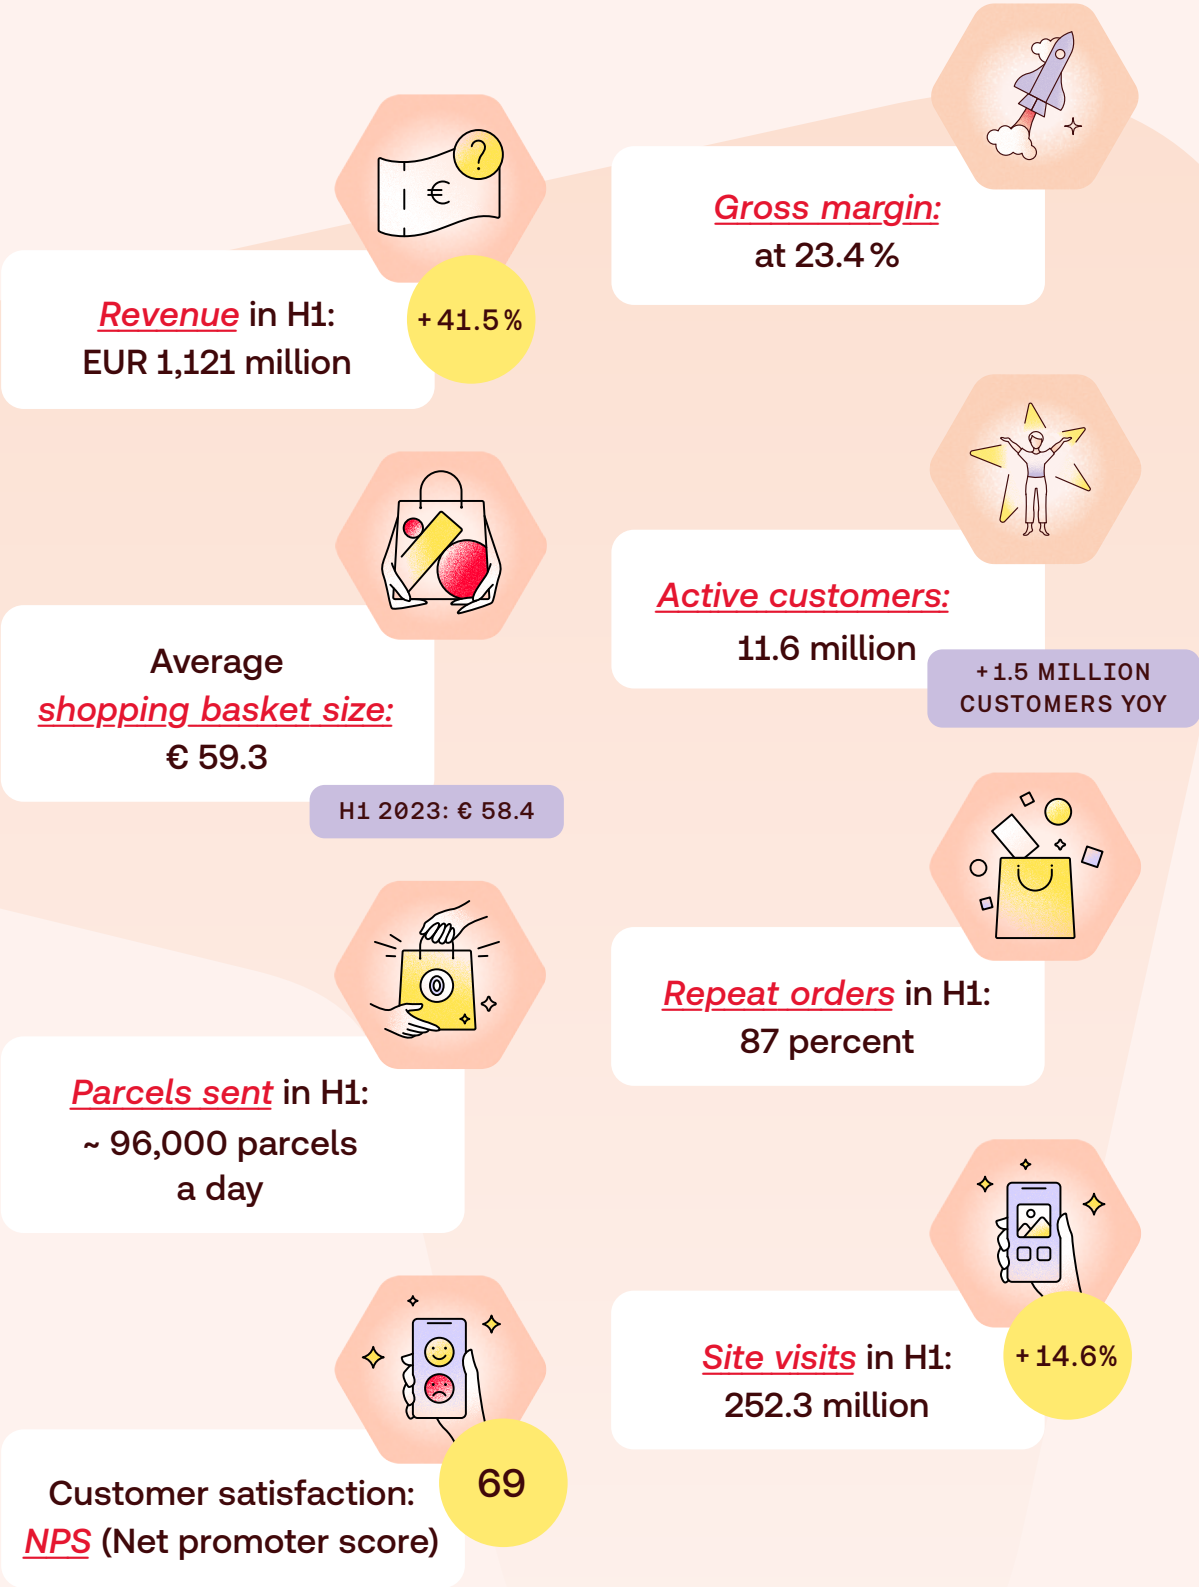 €
?
Revenue in H1:
EUR 1,121 million
+ 41.5 %
Gross margin:
at 23.4 %
Average
shopping basket size:
€ 59.3
H1 2023: € 58.4
Active customers:
11.6 million
+ 1.5 MILLION
CUSTOMERS YOY
Parcels sent in H1:
~ 96,000 parcels
a day
Repeat orders in H1:
87 percent
Customer satisfaction:
NPS (Net promoter score)
69
Site visits in H1:
252.3 million
+ 14.6%